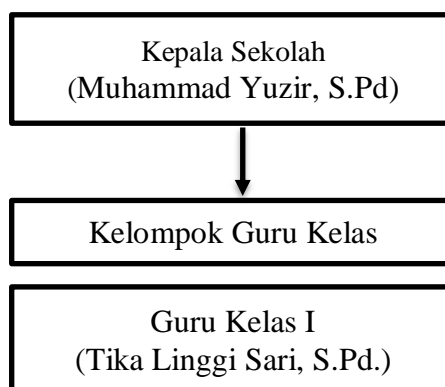 Kepala Sekolah
(Muhammad Yuzir, S.Pd)
Kelompok Guru Kelas
Guru Kelas I
(Tika Linggi Sari, S.Pd.)